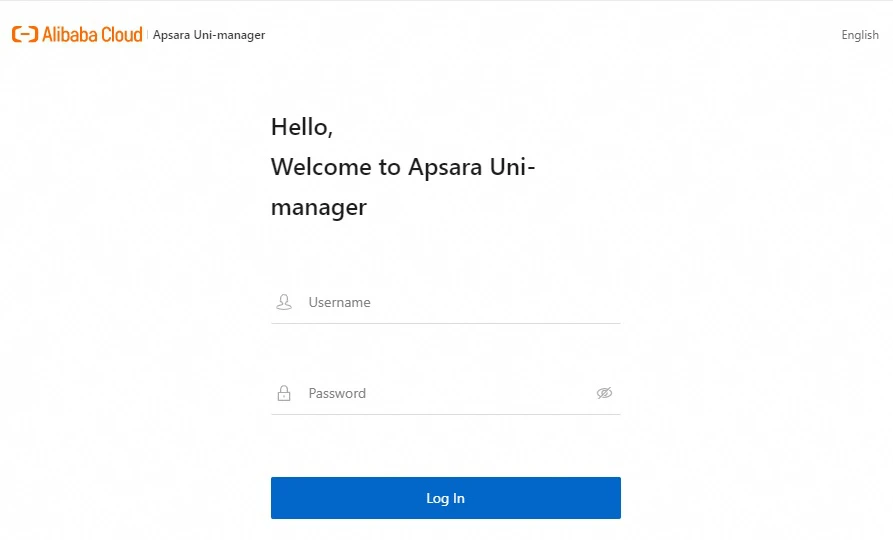 Alibaba Cloud | Apsara Uni-manager
English
Hello,
Welcome to Apsara Uni-
manager
Username
Password
Log In